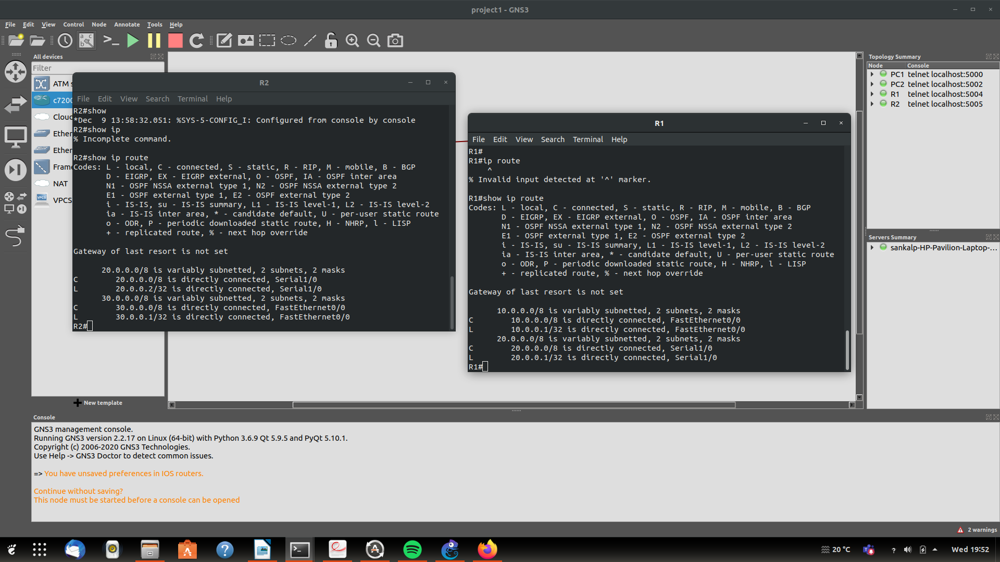 project1 - GNS3
File Edit View Control Node Annotate Tools Help
All devices
Filter
ATM
c7200
Clou
Ether
Ether
Frame
NAT
VPCS
New template
R2
File Edit View Search Terminal Help
R2#show
*Dec  9 13:58:32.051: %SYS-5-CONFIG_I: Configured from console by console
R2#show ip
% Incomplete command.
R2#show ip route
Codes: L - local, C - connected, S - static, R - RIP, M - mobile, B - BGP
D - EIGRP, EX - EIGRP external, O - OSPF, IA - OSPF inter area
N1 - OSPF NSSA external type 1, N2 - OSPF NSSA external type 2
E1 - OSPF external type 1, E2 - OSPF external type 2
i - IS-IS, su - IS-IS summary, L1 - IS-IS level-1, L2 - IS-IS level-2
ia - IS-IS inter area, * - candidate default, U - per-user static route
o - ODR, P - periodic downloaded static route, H - NHRP, l - LISP
+ - replicated route, % - next hop override
Gateway of last resort is not set
20.0.0.0/8 is variably subnetted, 2 subnets, 2 masks
C 20.0.0.0/8 is directly connected, Serial1/0
L 20.0.0.2/32 is directly connected, Serial1/0
30.0.0.0/8 is variably subnetted, 2 subnets, 2 masks
C 30.0.0.0/8 is directly connected, FastEthernet0/0
L 30.0.0.1/32 is directly connected, FastEthernet0/0
R2#
R1
File Edit View Search Terminal Help
R1#
R1#ip route
^
% Invalid input detected at '^' marker.
R1#show ip route
Codes: L - local, C - connected, S - static, R - RIP, M - mobile, B - BGP
D - EIGRP, EX - EIGRP external, O - OSPF, IA - OSPF inter area
N1 - OSPF NSSA external type 1, N2 - OSPF NSSA external type 2
E1 - OSPF external type 1, E2 - OSPF external type 2
i - IS-IS, su - IS-IS summary, L1 - IS-IS level-1, L2 - IS-IS level-2
ia - IS-IS inter area, * - candidate default, U - per-user static route
o - ODR, P - periodic downloaded static route, H - NHRP, l - LISP
+ - replicated route, % - next hop override
Gateway of last resort is not set
10.0.0.0/8 is variably subnetted, 2 subnets, 2 masks
C 10.0.0.0/8 is directly connected, FastEthernet0/0
L 10.0.0.1/32 is directly connected, FastEthernet0/0
20.0.0.0/8 is variably subnetted, 2 subnets, 2 masks
C 20.0.0.0/8 is directly connected, Serial1/0
L 20.0.0.1/32 is directly connected, Serial1/0
R1#
Topology Summary
Node Console
PC1 telnet localhost:5000
PC2 telnet localhost:5002
R1 telnet localhost:5004
R2 telnet localhost:5005
Servers Summary
sankalp-HP-Pavilion-Laptop-...
Console
GNS3 management console.
Running GNS3 version 2.2.17 on Linux (64-bit) with Python 3.6.9 Qt 5.9.5 and PyQt 5.10.1.
Copyright (c) 2006-2020 GNS3 Technologies.
Use Help -> GNS3 Doctor to detect common issues.
=> You have unsaved preferences in IOS routers.
Continue without saving?
This node must be started before a console can be opened
2 warnings
20 °C
Wed 19:52